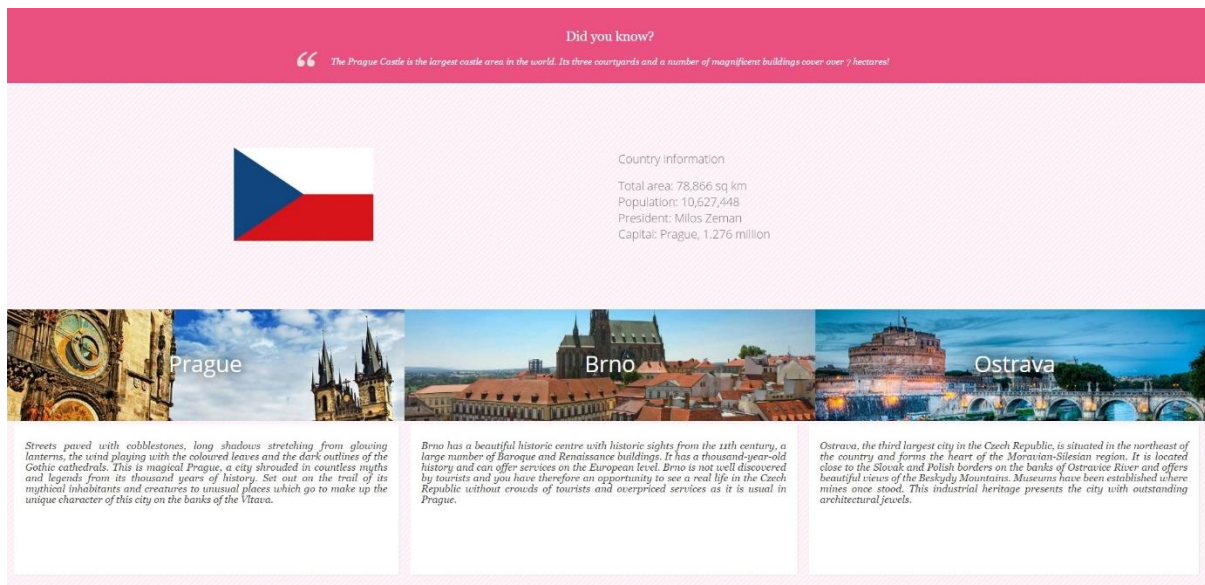 Did you know?
The Prague Castle is the largest castle area in the world. Its three courtyards and a number of magnificent buildings cover over 7 hectares!
Country Information
Total area: 78,866 sq km
Population: 10,627,448
President: Milos Zeman
Capital: Prague, 1.276 million
Prague
Brno
Ostrava
Streets paved with cobblestones, long shadows stretching from glowing
lanterns, the wind playing with the coloured leaves and the dark outlines of the
Gothic cathedrals. This is magical Prague, a city shrouded in countless myths
and legends from its thousand years of history. Set out on the trail of its
mythical inhabitants and creatures to unusual places which go to make up the
unique character of this city on the banks of the Vltava.
Brno has a beautiful historic centre with historic sights from the 11th century, a
large number of Baroque and Renaissance buildings. It has a thousand-year-old
history and can offer services on the European level. Brno is not well discovered
by tourists and you have therefore an opportunity to see a real life in the Czech
Republic without crowds of tourists and overpriced services as it is usual in
Prague.
Ostrava, the third largest city in the Czech Republic, is situated in the northeast of
the country and forms the heart of the Moravian-Silesian region. It is located
close to the Slovak and Polish borders on the banks of Ostravice River and offers
beautiful views of the Beskydy Mountains. Museums have been established where
mines once stood. This industrial heritage presents the city with outstanding
architectural jewels.